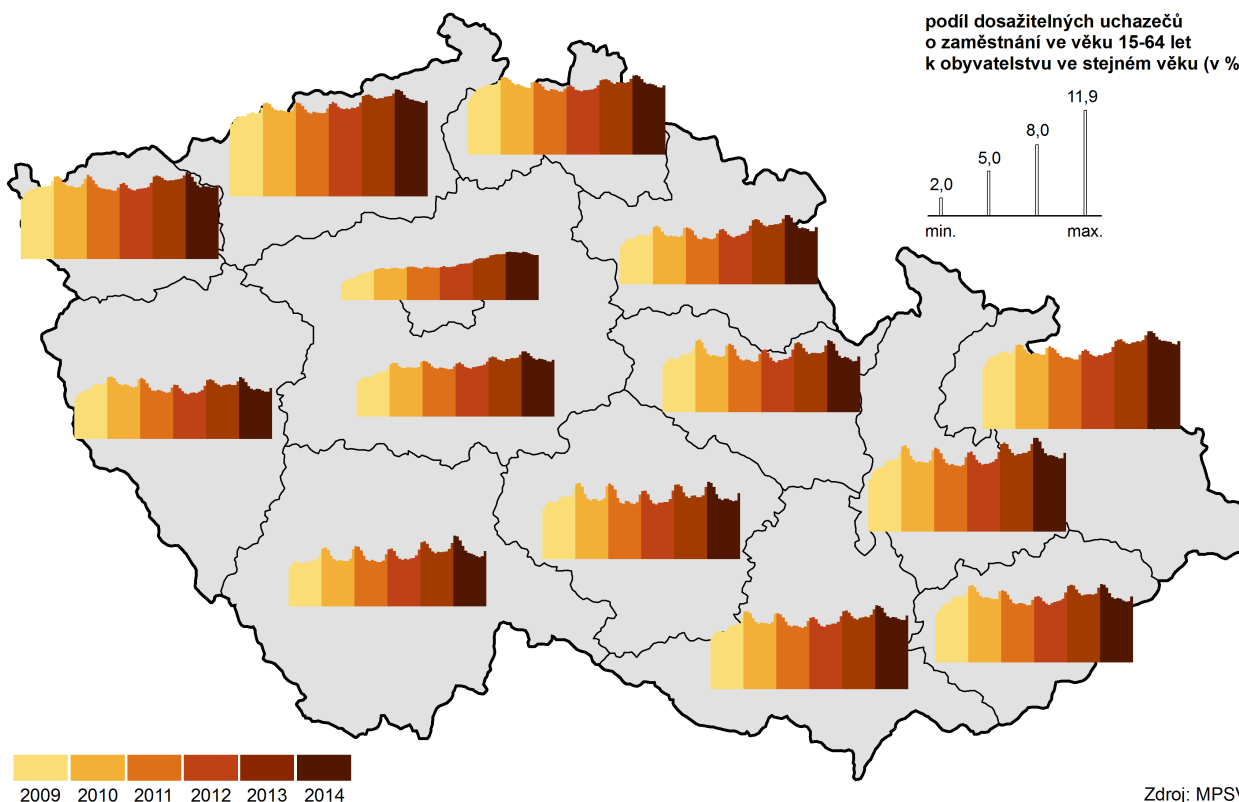 podíl dosažitelných uchazečů
o zaměstnání ve věku 15-64 let
k obyvatelstvu ve stejném věku (v %
11,9
8,0
5,0
2,0
min.
max.
2009 2010 2011 2012 2013 2014
Zdroj: MPSV